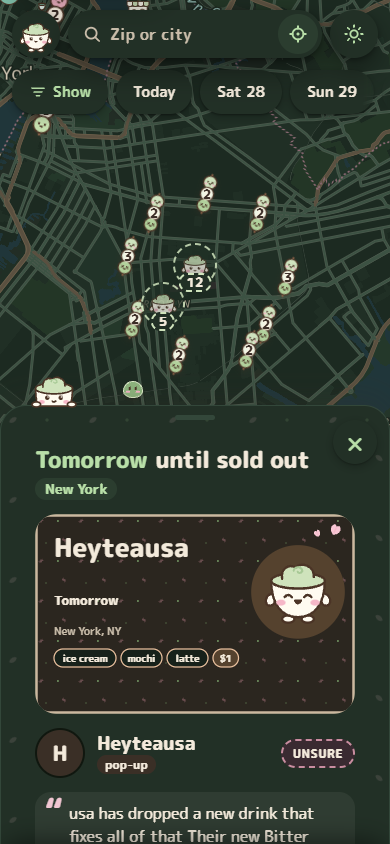 2
Zip or city
York
Show
Today
Sat 28
Sun 29
2
2
2
3
12
3
5
2
2
2
2
Tomorrow until sold out
New York
Heyteausa
Tomorrow
New York, NY
ice cream
mochi
latte
$1
H
Heyteausa
pop-up
UNSURE
"
usa has dropped a new drink that
fixes all of that Their new Bitter